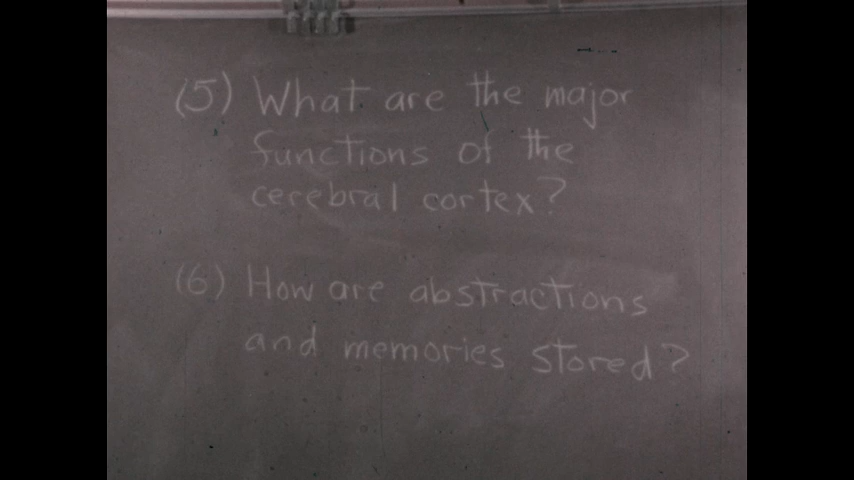 (5) What are the major
functions of the
cerebral cortex?
(6) How are abstractions
and memories stored?